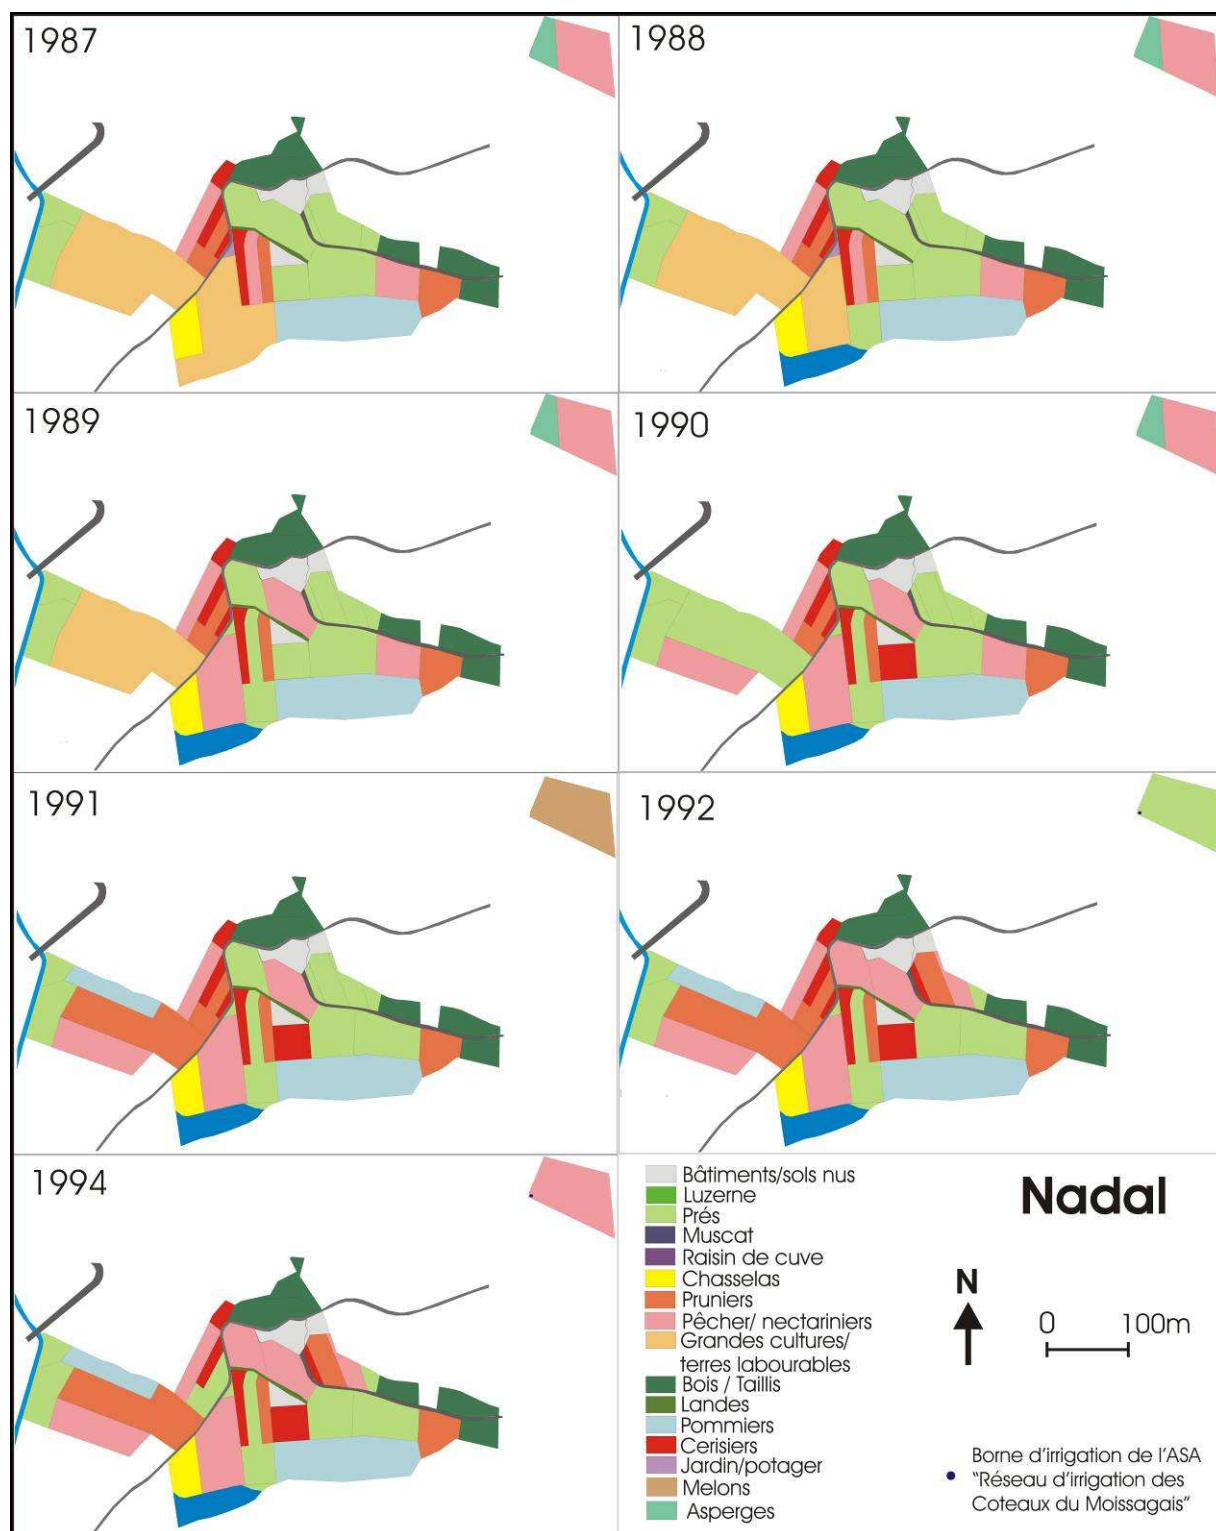 1987
1988
1989
1990
1991
1992
1994
Bâtiments/sols nus
Luzerne
Prés
Muscat
Raisin de cuve
Chasselas
Pruniers
Pêcher/ nectariniers
Grandes cultures/
terres labourables
Bois / Taillis
Landes
Pommiers
Cerisiers
Jardin/potager
Melons
Asperges
Nadal
N
0 100m
Borne d'irrigation de l'ASA
"Réseau d'irrigation des
Coteaux du Moissagais"